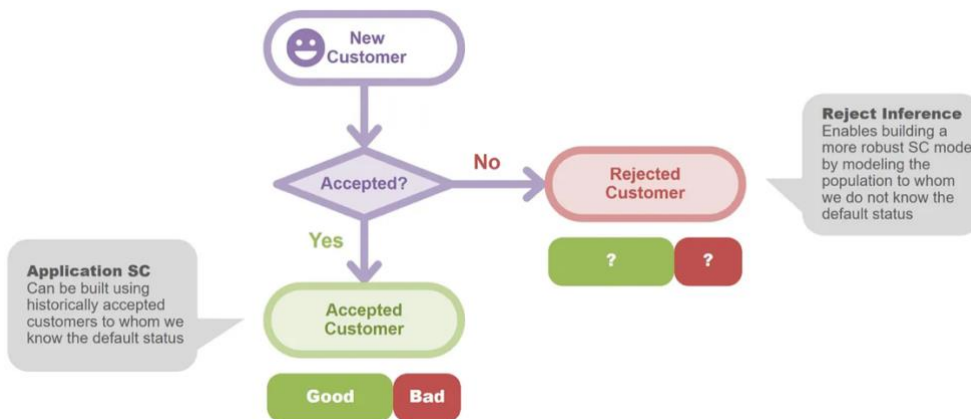 New
Customer
Accepted?
No
Rejected
Customer
Reject Inference
Enables building a
more robust SC mode
by modeling the
population to whom
we do not know the
default status
?
?
Yes
Application SC
Can be built using
historically accepted
customers to whom we
know the default status
Accepted
Customer
Good
Bad